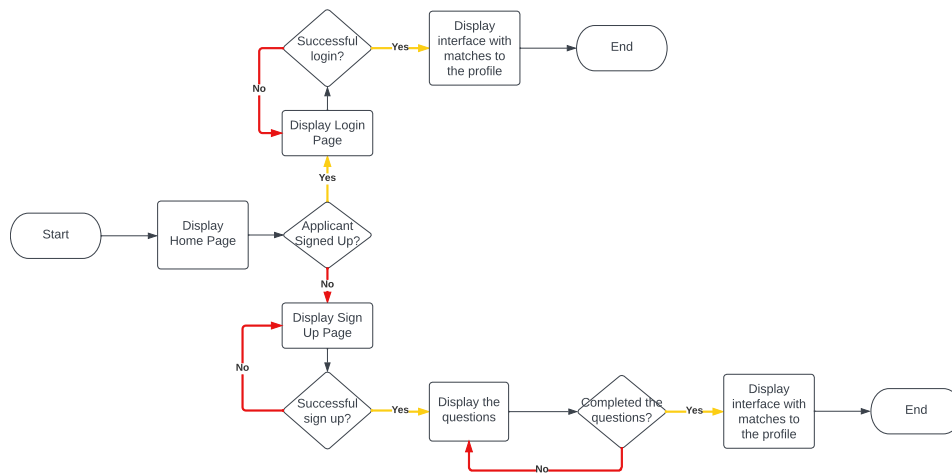 Successful
login?
Yes
Display
interface with
matches to
the profile
End
No
Display Login
Page
Yes
Start
Display
Home Page
Applicant
Signed Up?
No
Display Sign
Up Page
No
Successful
sign up?
Yes
Display the
questions
Completed the
questions?
Yes
Display
interface with
matches to
the profile
End
No